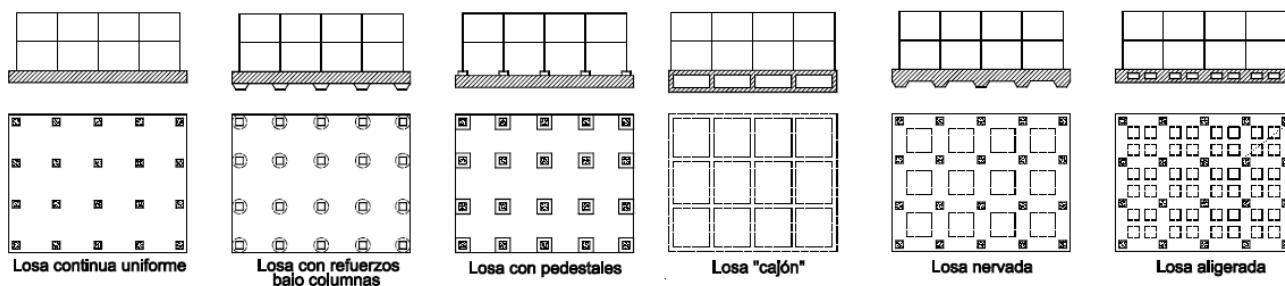 Losa continua uniforme
Losa con refuerzos
bajo columnas
Losa con pedestales
Losa "cajón"
Losa nervada
Losa aligerada